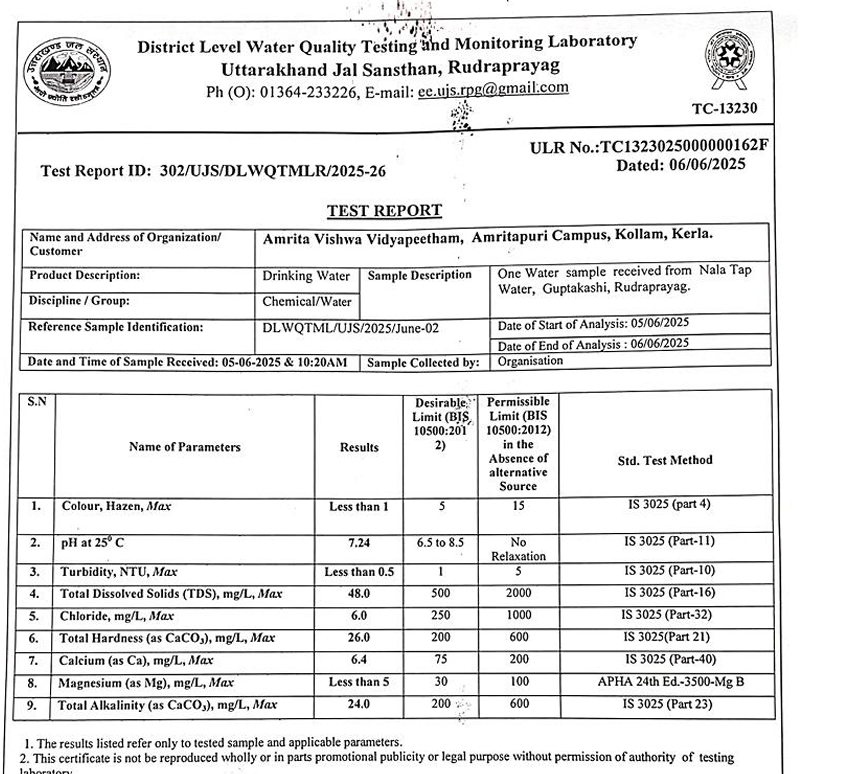 उत्तराखण्ड जल संस्थान
District Level Water Quality Testing and Monitoring Laboratory
Uttarakhand Jal Sansthan, Rudraprayag
Ph (O): 01364-233226, E-mail: ee.ujs.rpg@gmail.com
TC-13230
ULR No.:TC1323025000000162F
Test Report ID: 302/UJS/DLWQTMLR/2025-26
Dated: 06/06/2025
TEST REPORT
Name and Address of Organization/
Customer
Amrita Vishwa Vidyapeetham, Amritapuri Campus, Kollam, Kerla.
Product Description:
Drinking Water
Sample Description
One Water sample received from Nala Tap
Water, Guptakashi, Rudraprayag.
Discipline / Group:
Chemical/Water
Reference Sample Identification:
DLWQTML/UJS/2025/June-02
Date of Start of Analysis: 05/06/2025
Date of End of Analysis : 06/06/2025
Date and Time of Sample Received: 05-06-2025 & 10:20AM
Sample Collected by:
Organisation
S.N
Name of Parameters
Results
Desirable
Limit (BIS
10500:201
2)
Permissible
Limit (BIS
10500:2012)
in the
Absence of
alternative
Source
Std. Test Method
1. Colour, Hazen, Max Less than 1 5 15 IS 3025 (part 4)
2. pH at 25⁰ C 7.24 6.5 to 8.5 No
Relaxation IS 3025 (Part-11)
3. Turbidity, NTU, Max Less than 0.5 1 5 IS 3025 (Part-10)
4. Total Dissolved Solids (TDS), mg/L, Max 48.0 500 2000 IS 3025 (Part-16)
5. Chloride, mg/L, Max 6.0 250 1000 IS 3025 (Part-32)
6. Total Hardness (as CaCO₃), mg/L, Max 26.0 200 600 IS 3025(Part 21)
7. Calcium (as Ca), mg/L, Max 6.4 75 200 IS 3025 (Part-40)
8. Magnesium (as Mg), mg/L, Max Less than 5 30 100 APHA 24th Ed.-3500-Mg B
9. Total Alkalinity (as CaCO₃), mg/L, Max 24.0 200 600 IS 3025 (Part 23)
1. The results listed refer only to tested sample and applicable parameters.
2. This certificate is not be reproduced wholly or in parts promotional publicity or legal purpose without permission of authority of testing
laboratory